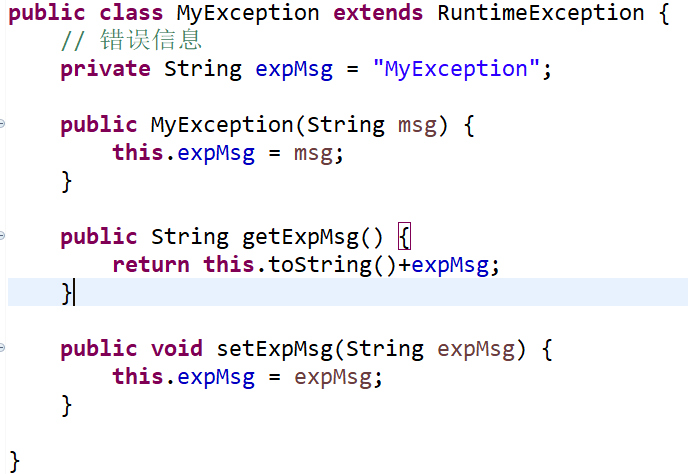 public class MyException extends RuntimeException {
// 错误信息
private String expMsg = "MyException";
public MyException(String msg) {
this.expMsg = msg;
}
public String getExpMsg() {
return this.toString()+expMsg;
}
public void setExpMsg(String expMsg) {
this.expMsg = expMsg;
}
}